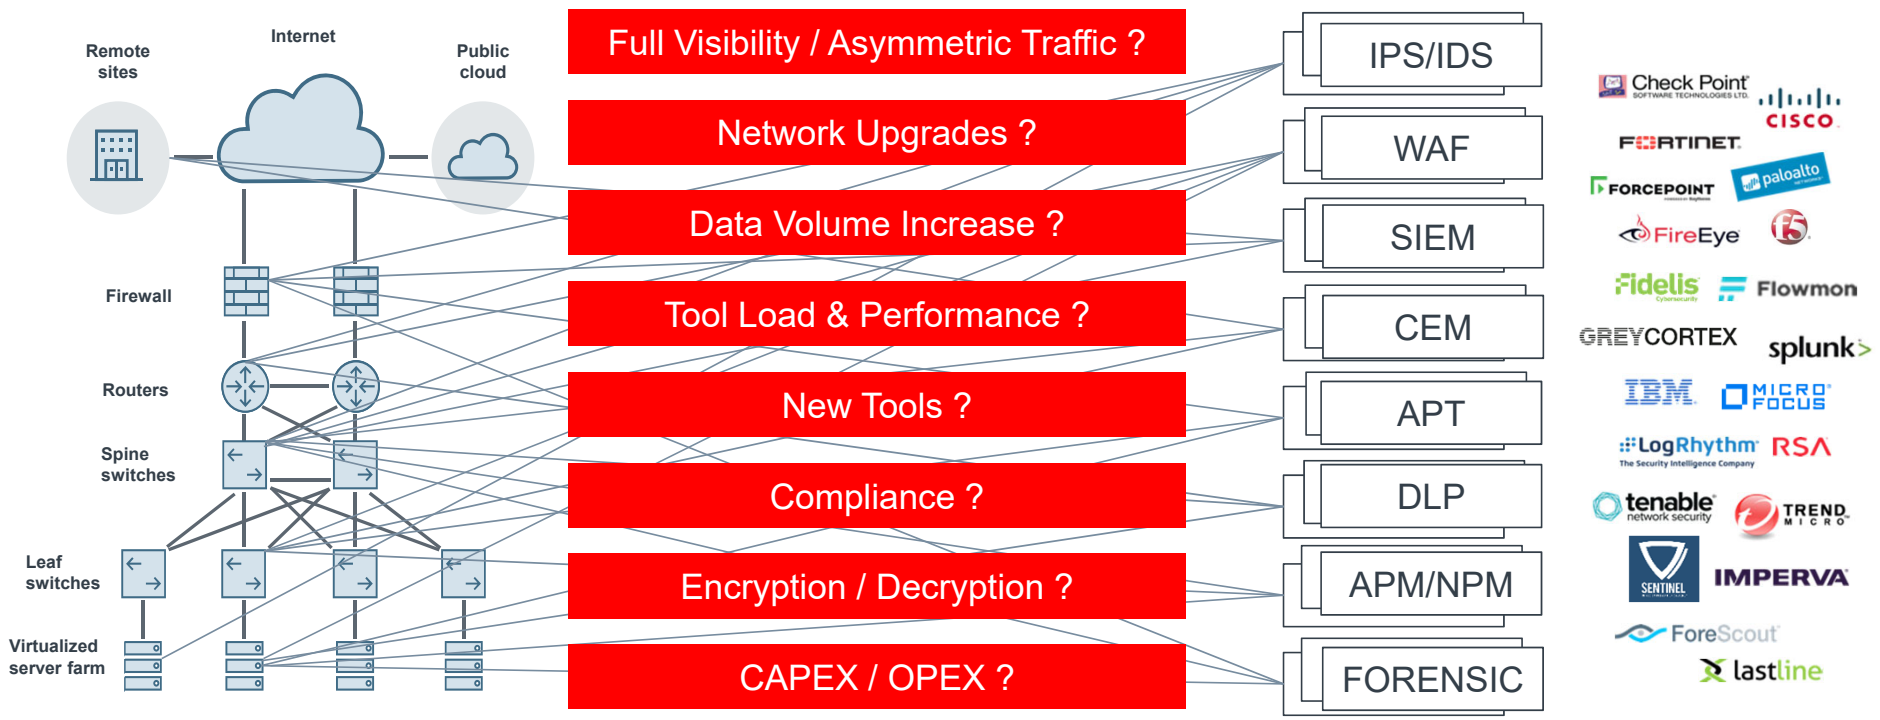 Remote
sites
Internet
Public
cloud
Firewall
Routers
Spine
switches
Leaf
switches
Virtualized
server farm
Full Visibility / Asymmetric Traffic ?
Network Upgrades ?
Data Volume Increase ?
Tool Load & Performance ?
New Tools ?
Compliance ?
Encryption / Decryption ?
CAPEX / OPEX ?
IPS/IDS
WAF
SIEM
CEM
APT
DLP
APM/NPM
FORENSIC
Check Point
SOFTWARE TECHNOLOGIES LTD.
CISCO
FORTINET
FORCEPOINT
paloalto
NETWORKS
FireEye
f5
Fidelis
Cybersecurity
Flowmon
GREYCORTEX
splunk>
IBM
MICRO
FOCUS
LogRhythm
The Security Intelligence Company
RSA
tenable
network security
TREND
MICRO
SENTINEL
IMPERVA
ForeScout
lastline